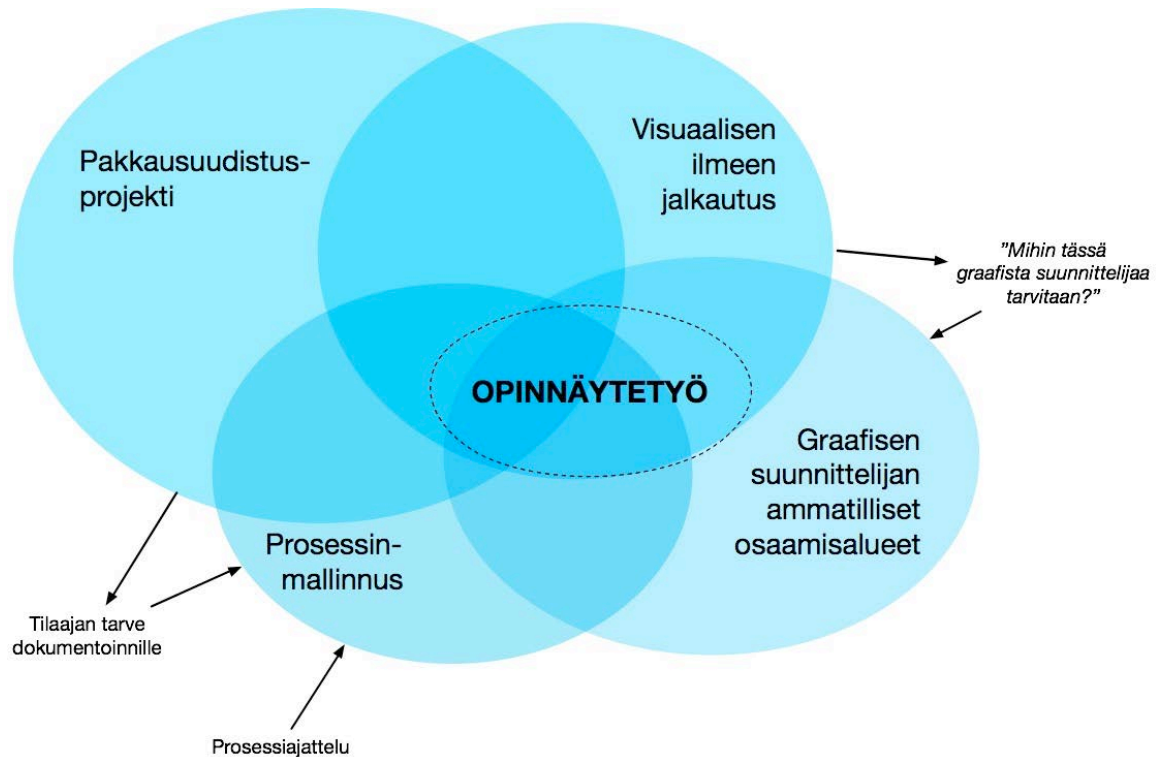 Pakkausuudistus-
projekti
Visuaalisen
ilmeen
jalkautus
”Mihin tässä
graafista suunnittelijaa
tarvitaan?”
OPINNÄYTETYÖ
Graafisen
suunnittelijan
ammatilliset
osaamisalueet
Prosessin-
mallinnus
Tilaajan tarve
dokumentoinnille
Prosessiajattelu